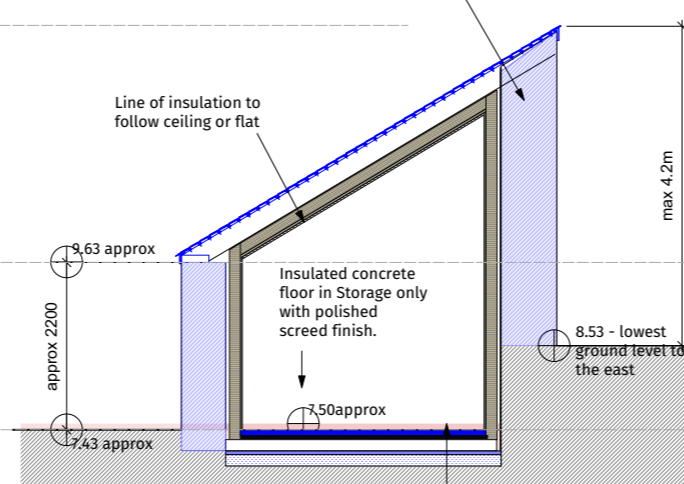 Line of insulation to
follow ceiling or flat
max 4.2m
9.63 approx
Insulated concrete
floor in Storage only
with polished
screed finish.
approx 2200
8.53 - lowest
ground level to
the east
7.50approx
7.43 approx